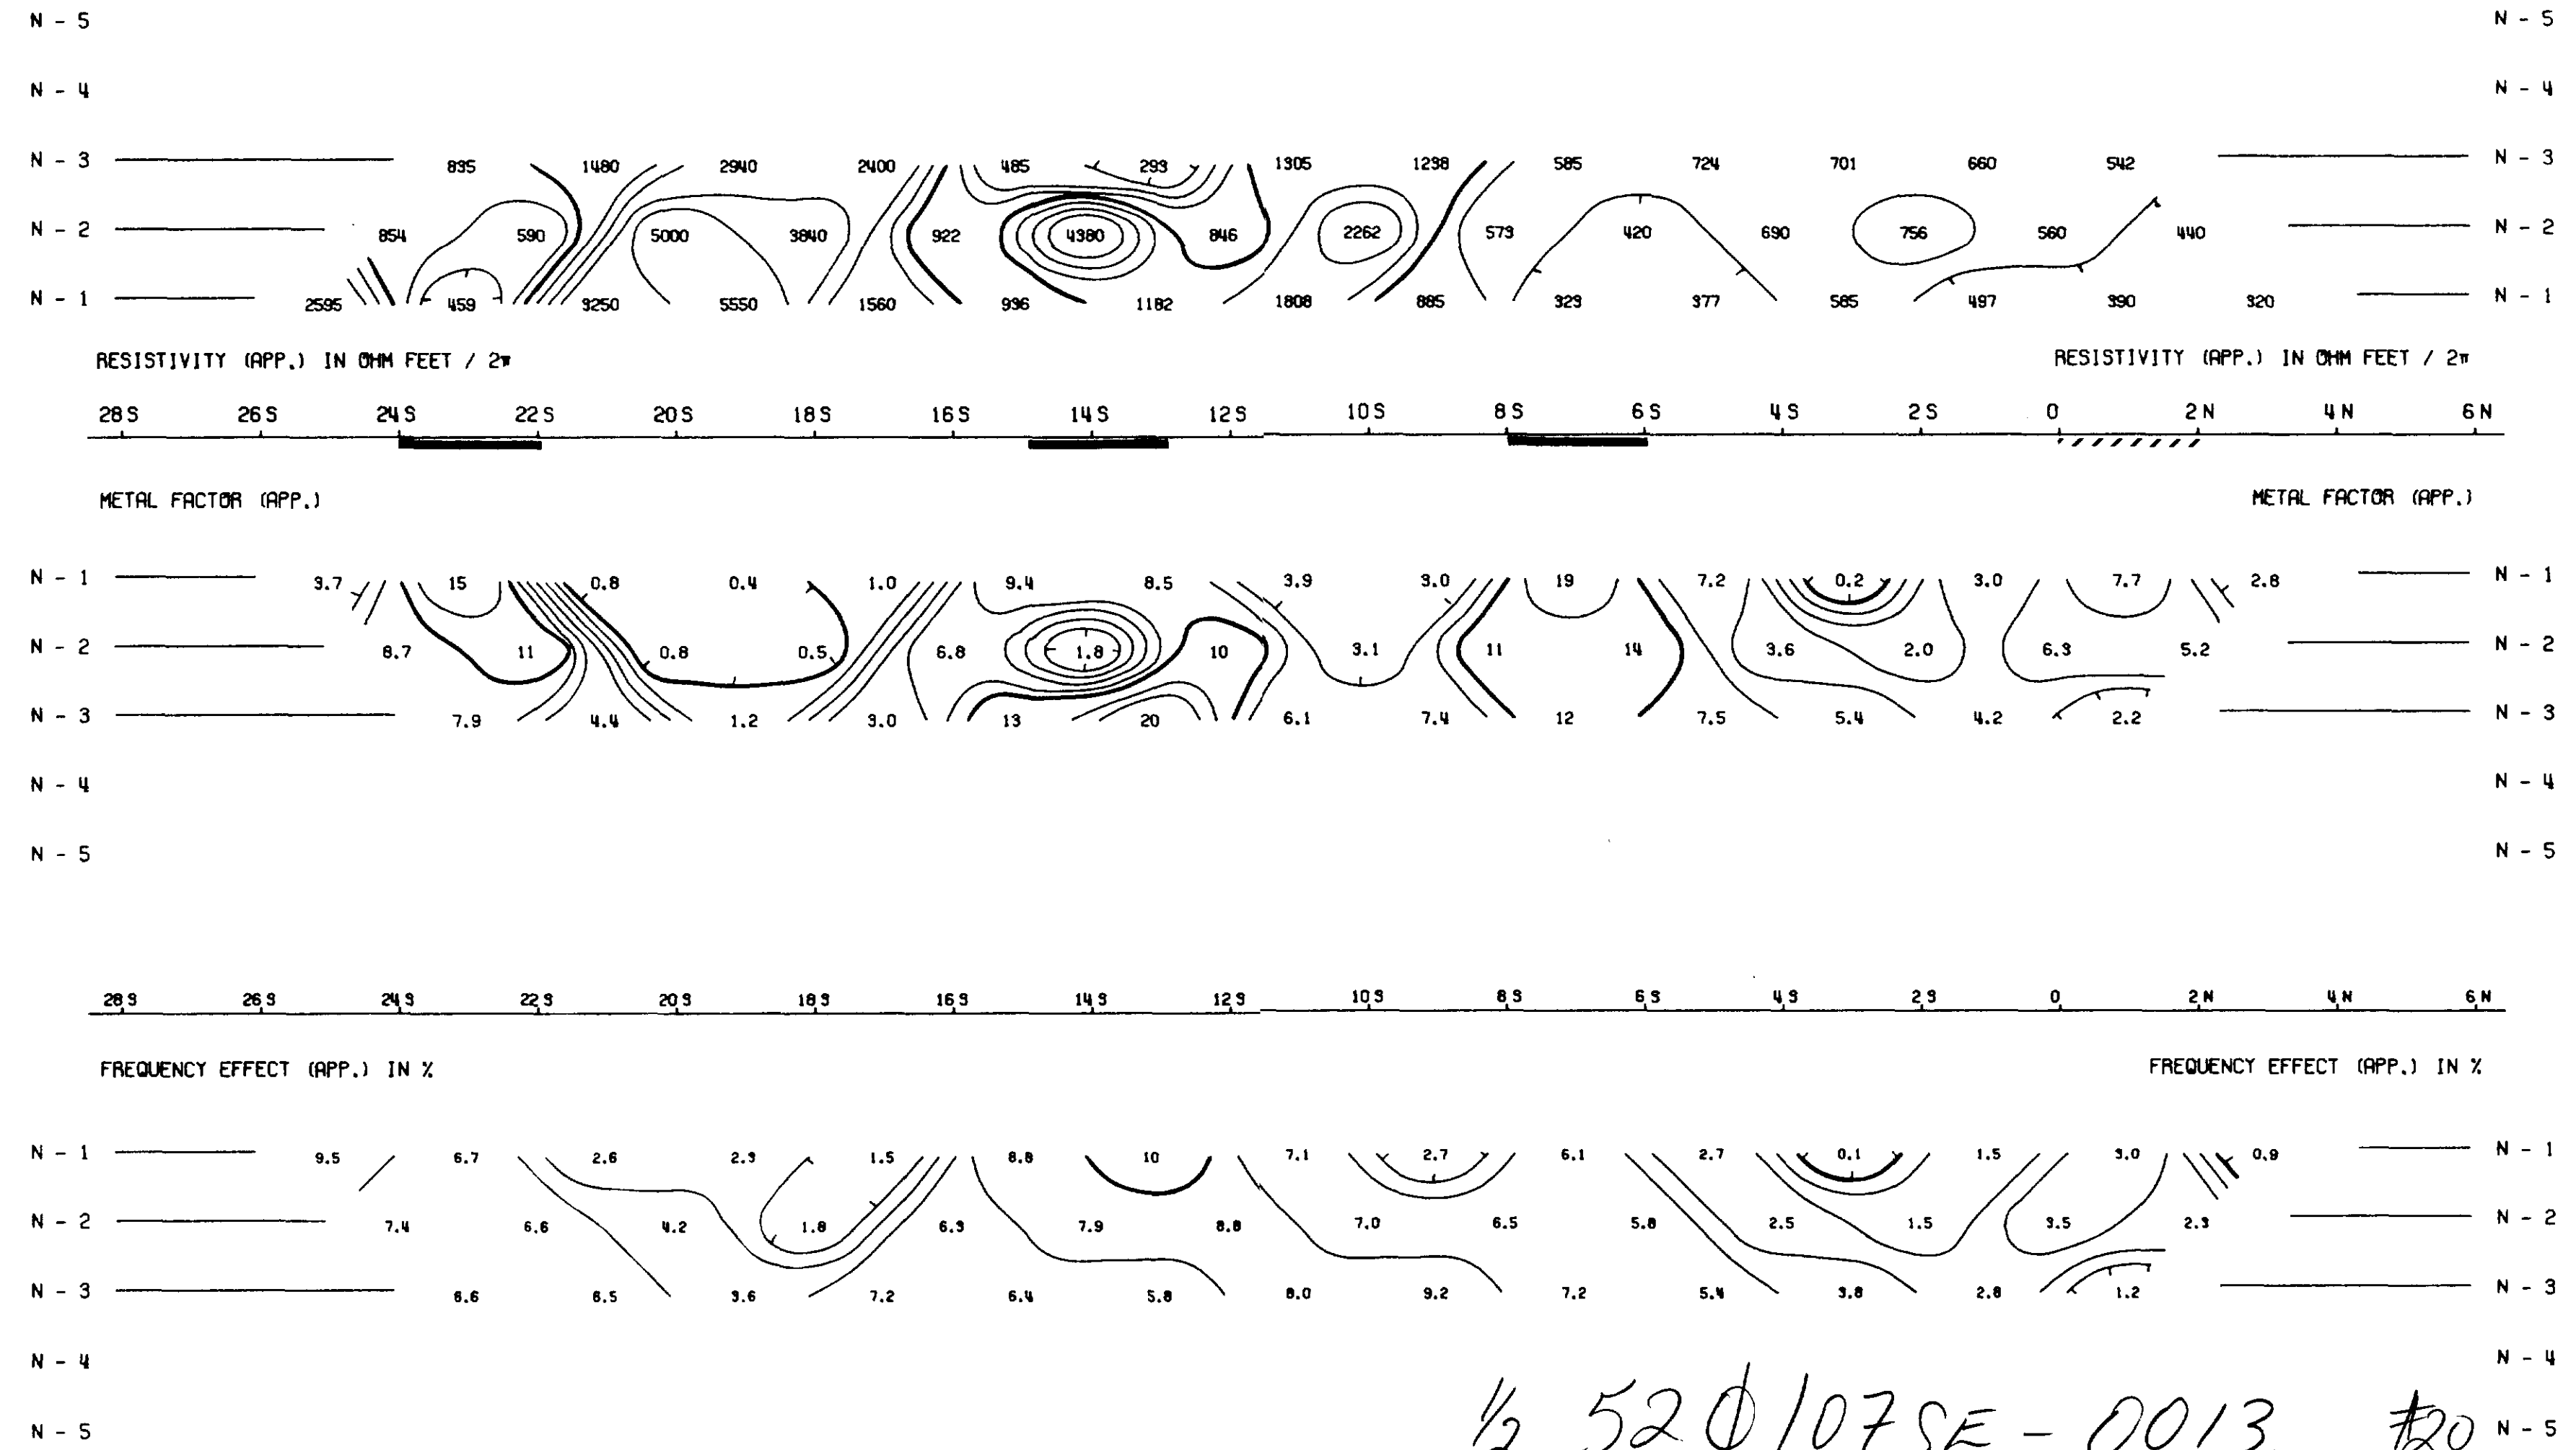 N - 5 N - 5
N - 4 N - 4
N - 3 835 1480 2940 2400 485 293 1305 1238 585 724 701 660 542 N - 3
N - 2 854 590 5000 3840 922 4380 846 2262 573 420 690 756 560 440 N - 2
N - 1 2595 459 3250 5550 1560 996 1182 1808 885 323 377 585 497 390 320 N - 1
RESISTIVITY (APP.) IN OHM FEET / 2π RESISTIVITY (APP.) IN OHM FEET / 2π
28 S 26 S 24 S 22 S 20 S 18 S 16 S 14 S 12 S 10 S 8 S 6 S 4 S 2 S 0 2 N 4 N 6 N
METAL FACTOR (APP.) METAL FACTOR (APP.)
N - 1 3.7 15 0.8 0.4 1.0 9.4 8.5 3.9 3.0 19 7.2 0.2 3.0 7.7 2.8 N - 1
N - 2 8.7 11 0.8 0.5 6.8 1.8 10 3.1 11 14 3.6 2.0 6.3 5.2 N - 2
N - 3 7.9 4.4 1.2 3.0 13 20 6.1 7.4 12 7.5 5.4 4.2 2.2 N - 3
N - 4 N - 4
N - 5 N - 5
28 S 26 S 24 S 22 S 20 S 18 S 16 S 14 S 12 S 10 S 8 S 6 S 4 S 2 S 0 2 N 4 N 6 N
FREQUENCY EFFECT (APP.) IN % FREQUENCY EFFECT (APP.) IN %
N - 1 9.5 6.7 2.6 2.3 1.5 8.8 10 7.1 2.7 6.1 2.7 0.1 1.5 3.0 0.9 N - 1
N - 2 7.4 6.6 4.2 1.8 6.3 7.9 8.8 7.0 6.5 5.8 2.5 1.5 3.5 2.3 N - 2
N - 3 6.6 6.5 3.6 7.2 6.4 5.8 8.0 9.2 7.2 5.4 3.8 2.8 1.2 N - 3
N - 4 N - 4
1/2 520/07SE - 0013 #20
N - 5 N - 5